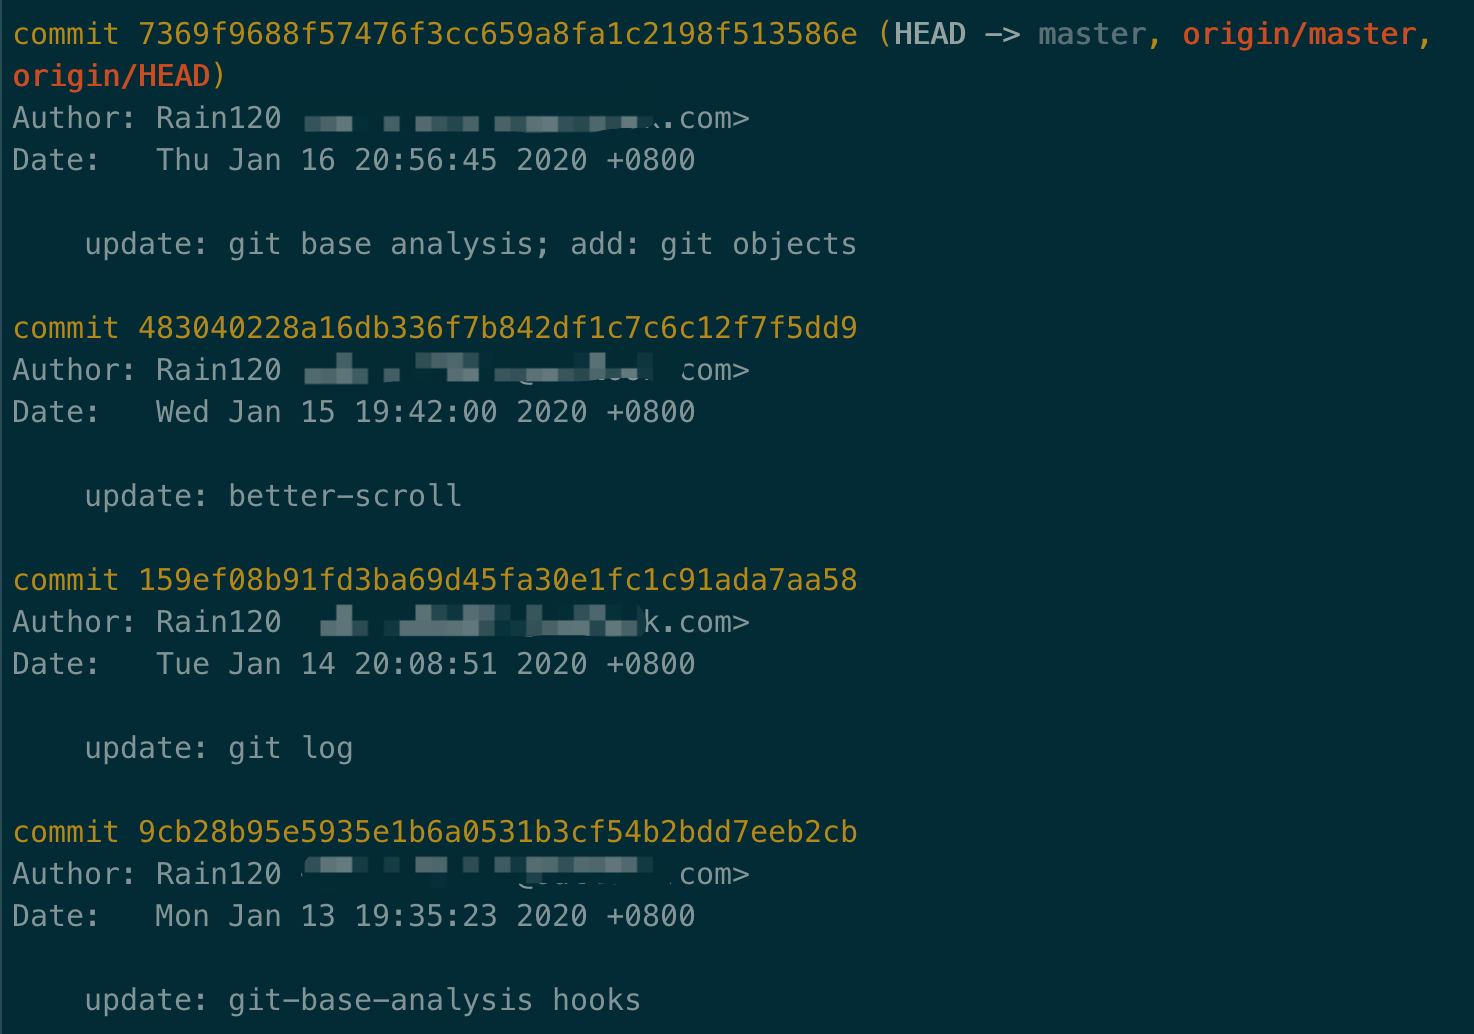 commit 7369f9688f57476f3cc659a8fa1c2198f513586e (HEAD -> master, origin/master,
origin/HEAD)
Author: Rain120 .com>
Date:   Thu Jan 16 20:56:45 2020 +0800
update: git base analysis; add: git objects
commit 483040228a16db336f7b842df1c7c6c12f7f5dd9
Author: Rain120 com>
Date:   Wed Jan 15 19:42:00 2020 +0800
update: better-scroll
commit 159ef08b91fd3ba69d45fa30e1fc1c91ada7aa58
Author: Rain120 k.com>
Date:   Tue Jan 14 20:08:51 2020 +0800
update: git log
commit 9cb28b95e5935e1b6a0531b3cf54b2bdd7eeb2cb
Author: Rain120 com>
Date:   Mon Jan 13 19:35:23 2020 +0800
update: git-base-analysis hooks